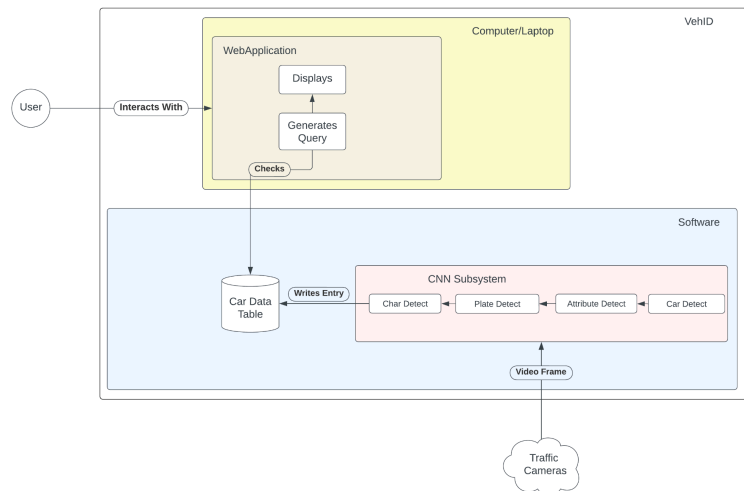 VehID
Computer/Laptop
WebApplication
Displays
User
Interacts With
Generates
Query
Checks
Software
CNN Subsystem
Writes Entry
Car Data
Table
Char Detect
Plate Detect
Attribute Detect
Car Detect
Video Frame
Traffic
Cameras